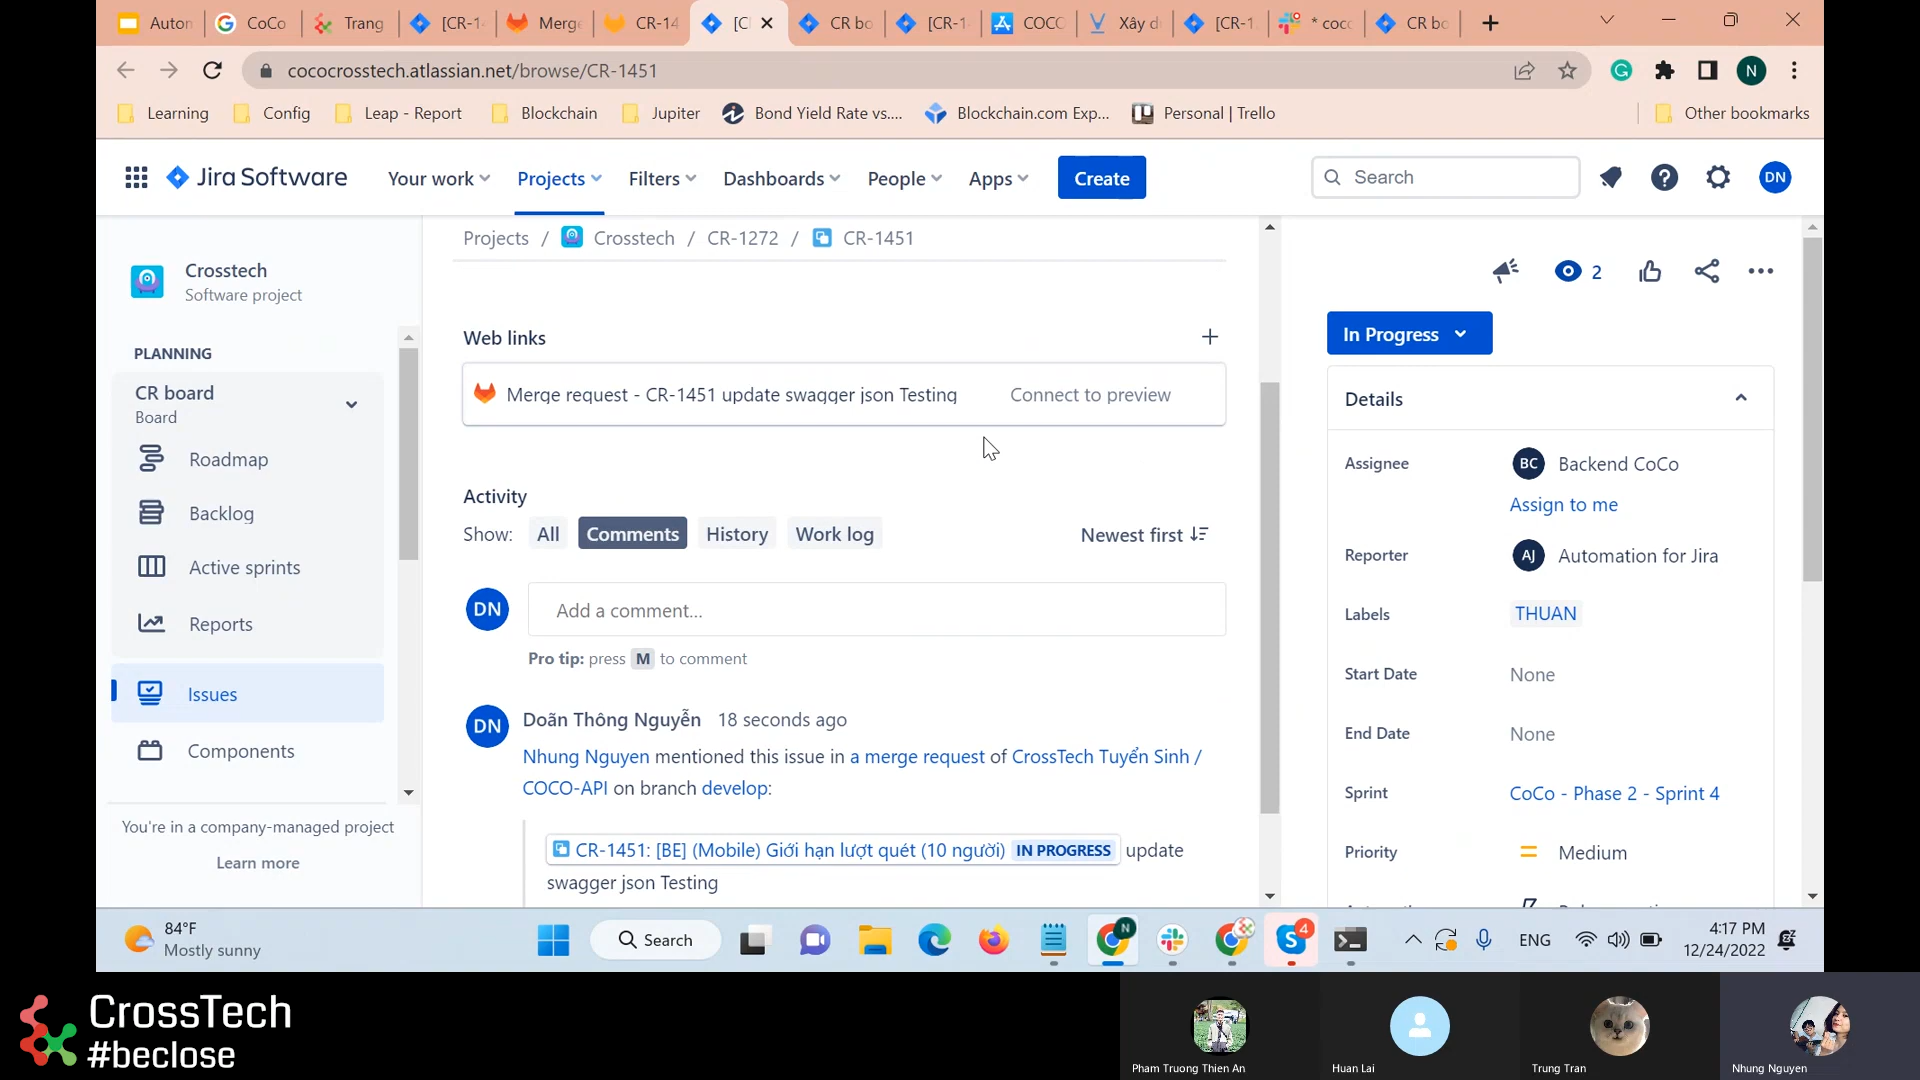 Autom
CoCo
Trang
[CR-1
Merge
CR-14
[C
CR bo
[CR-1
COCO
Xây d
[CR-1
* coc
CR bo
cococrosstech.atlassian.net/browse/CR-1451
N
Learning
Config
Leap - Report
Blockchain
Jupiter
Bond Yield Rate vs....
Blockchain.com Exp...
Personal | Trello
Other bookmarks
Jira Software
Your work
Projects
Filters
Dashboards
People
Apps
Create
Search
DN
Crosstech
Software project
PLANNING
CR board
Board
Roadmap
Backlog
Active sprints
Reports
Issues
Components
You're in a company-managed project
Learn more
Projects / Crosstech / CR-1272 / CR-1451
Web links
Merge request - CR-1451 update swagger json Testing
Connect to preview
Activity
Show: All Comments History Work log
Newest first
DN
Add a comment...
Pro tip: press M to comment
DN
Doãn Thông Nguyễn 18 seconds ago
Nhung Nguyen mentioned this issue in a merge request of CrossTech Tuyển Sinh /
COCO-API on branch develop:
CR-1451: [BE] (Mobile) Giới hạn lượt quét (10 người) IN PROGRESS update
swagger json Testing
2
In Progress
Details
Assignee
BC Backend CoCo
Assign to me
Reporter
AJ Automation for Jira
Labels
THUAN
Start Date
None
End Date
None
Sprint
CoCo - Phase 2 - Sprint 4
Priority
Medium
84°F
Mostly sunny
Search
N
4
ENG
4:17 PM
12/24/2022
CrossTech
#beclose
Pham Truong Thien An
Huan Lai
Trung Tran
Nhung Nguyen